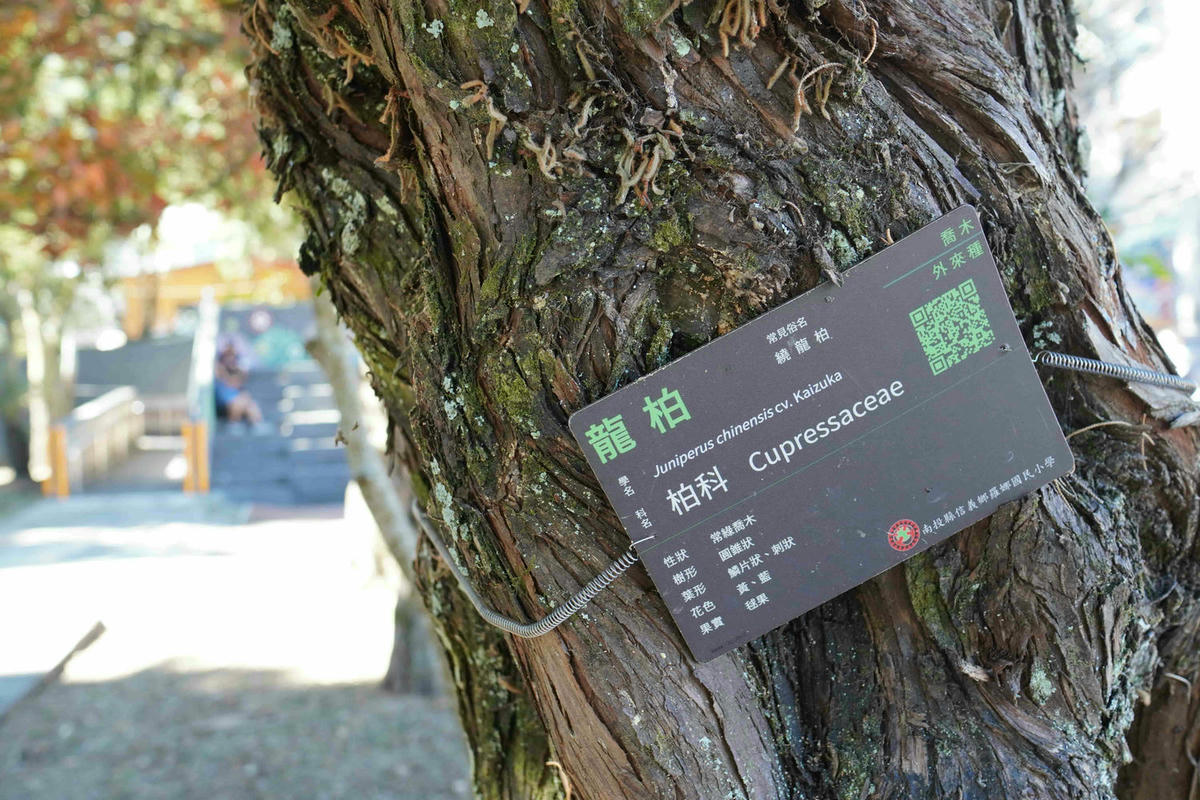 喬木
外來種
常見俗名
繞龍柏
龍柏
學名 Juniperus chinensis cv. Kaizuka
科名 柏科 Cupressaceae
性狀 常綠喬木
樹形 圓錐狀
葉形 鱗片狀、刺狀
花色 黃、藍
果實 毬果
南投縣信義鄉羅娜國民小學